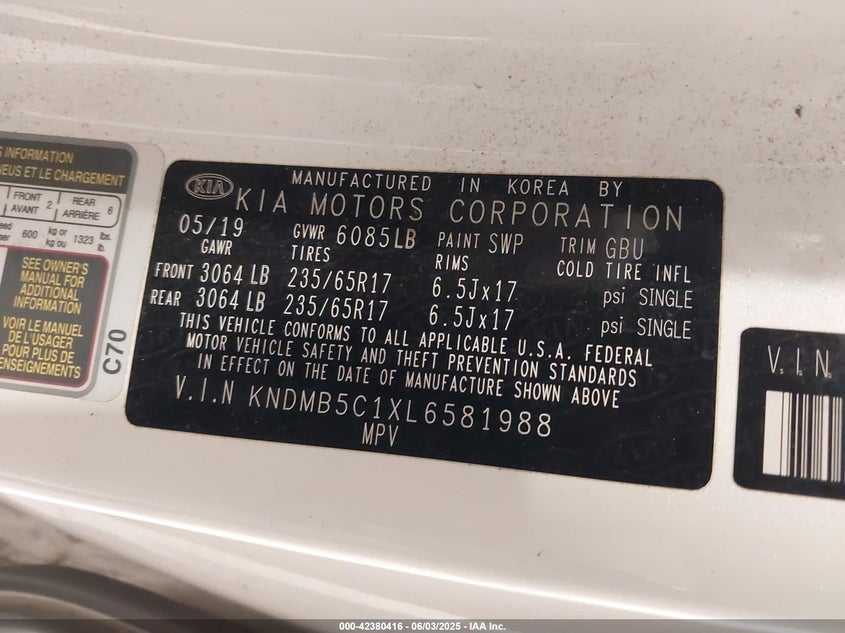 G INFORMATION
NEUS ET LE CHARGEMENT
FRONT 2 REAR 6
AVANT ARRIÈRE
600 kg or 1323 lbs.
kg ou lb.
SEE OWNER'S
MANUAL FOR
ADDITIONAL
INFORMATION
VOIR LE MANUEL
DE L'USAGER
POUR PLUS DE
RENSEIGNEMENTS
C70
KIA
MANUFACTURED IN KOREA BY
KIA MOTORS CORPORATION
05/19 GVWR 6085LB PAINT SWP TRIM GBU
GAWR TIRES RIMS COLD TIRE INFL
FRONT 3064 LB 235/65R17 6.5Jx17 psi SINGLE
REAR 3064 LB 235/65R17 6.5Jx17 psi SINGLE
THIS VEHICLE CONFORMS TO ALL APPLICABLE U.S.A. FEDERAL
MOTOR VEHICLE SAFETY AND THEFT PREVENTION STANDARDS
IN EFFECT ON THE DATE OF MANUFACTURE SHOWN ABOVE
V.I.N KNDMB5C1XL6581988
MPV
V.I.N
000-42380416 - 06/03/2025 - IAA Inc.